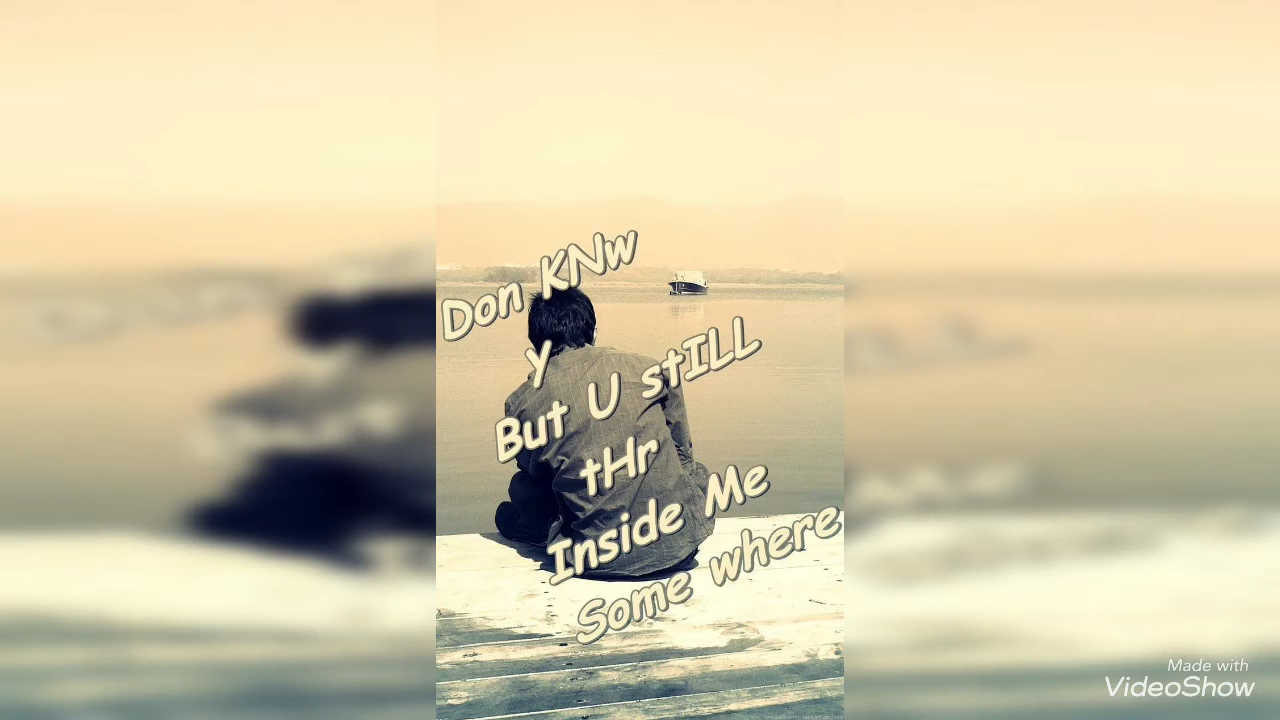 Don KNw
y
But U stILL
tHr
Inside Me
Some where
Made with
VideoShow